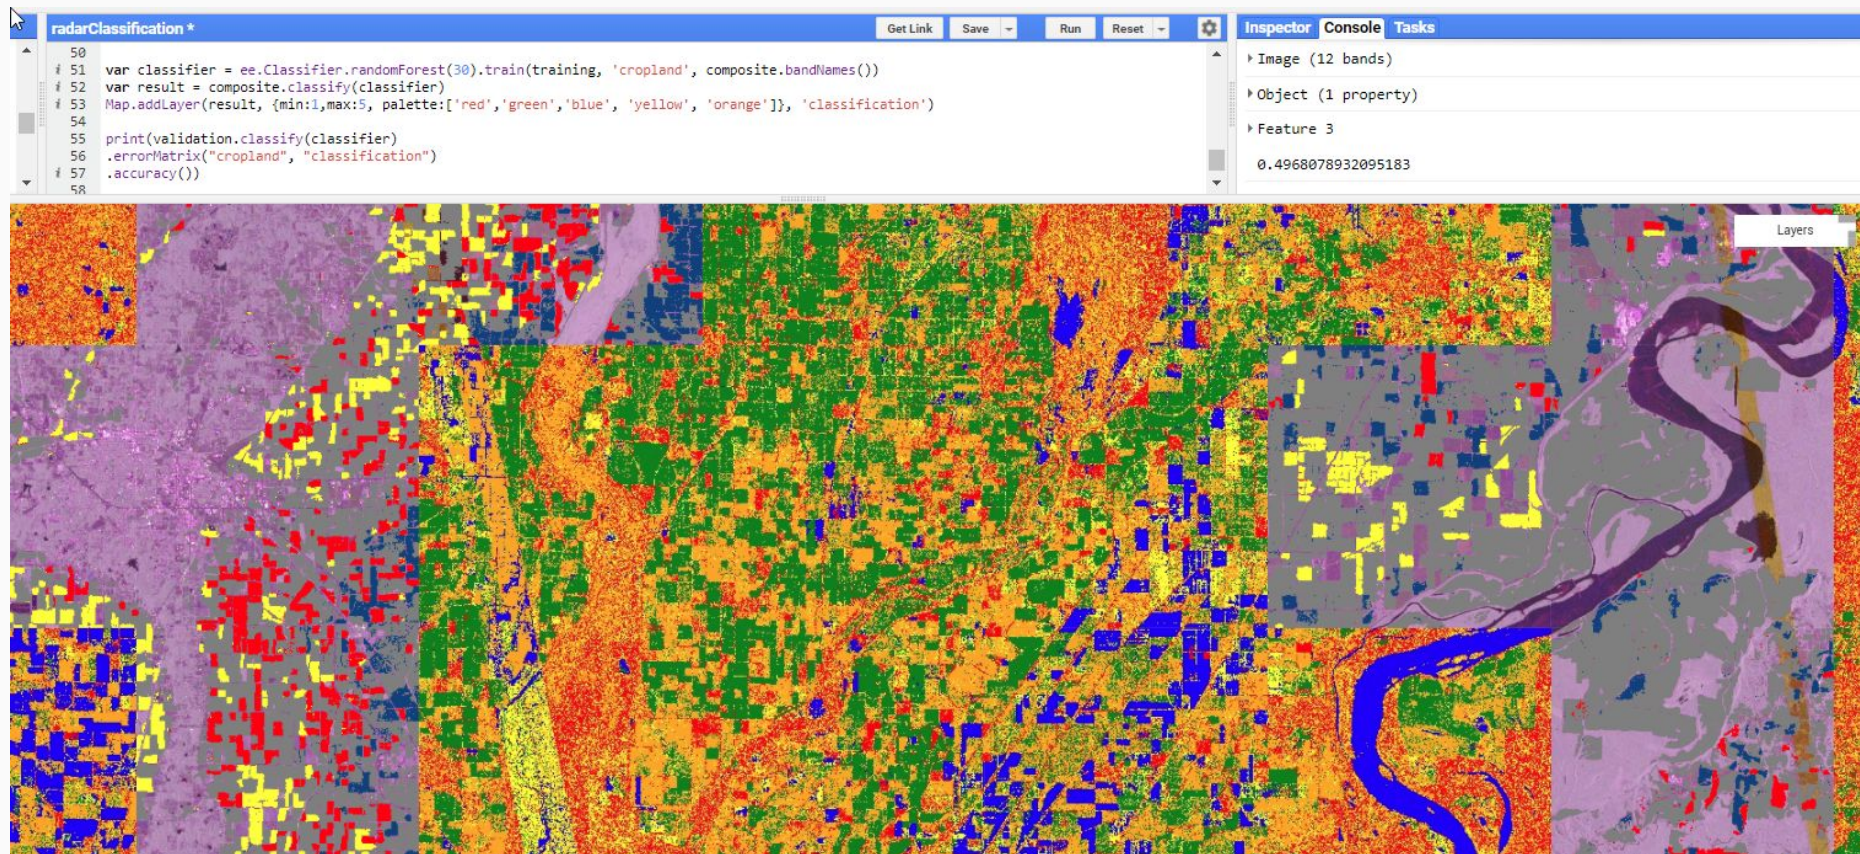 radarClassification * Get Link Save Run Reset
Inspector Console Tasks
50
i 51 var classifier = ee.Classifier.randomForest(30).train(training, 'cropland', composite.bandNames())
i 52 var result = composite.classify(classifier)
i 53 Map.addLayer(result, {min:1,max:5, palette:['red','green','blue', 'yellow', 'orange']}, 'classification')
54
55 print(validation.classify(classifier)
56 .errorMatrix("cropland", "classification")
i 57 .accuracy())
58
Image (12 bands)
Object (1 property)
Feature 3
0.4968078932095183
Layers